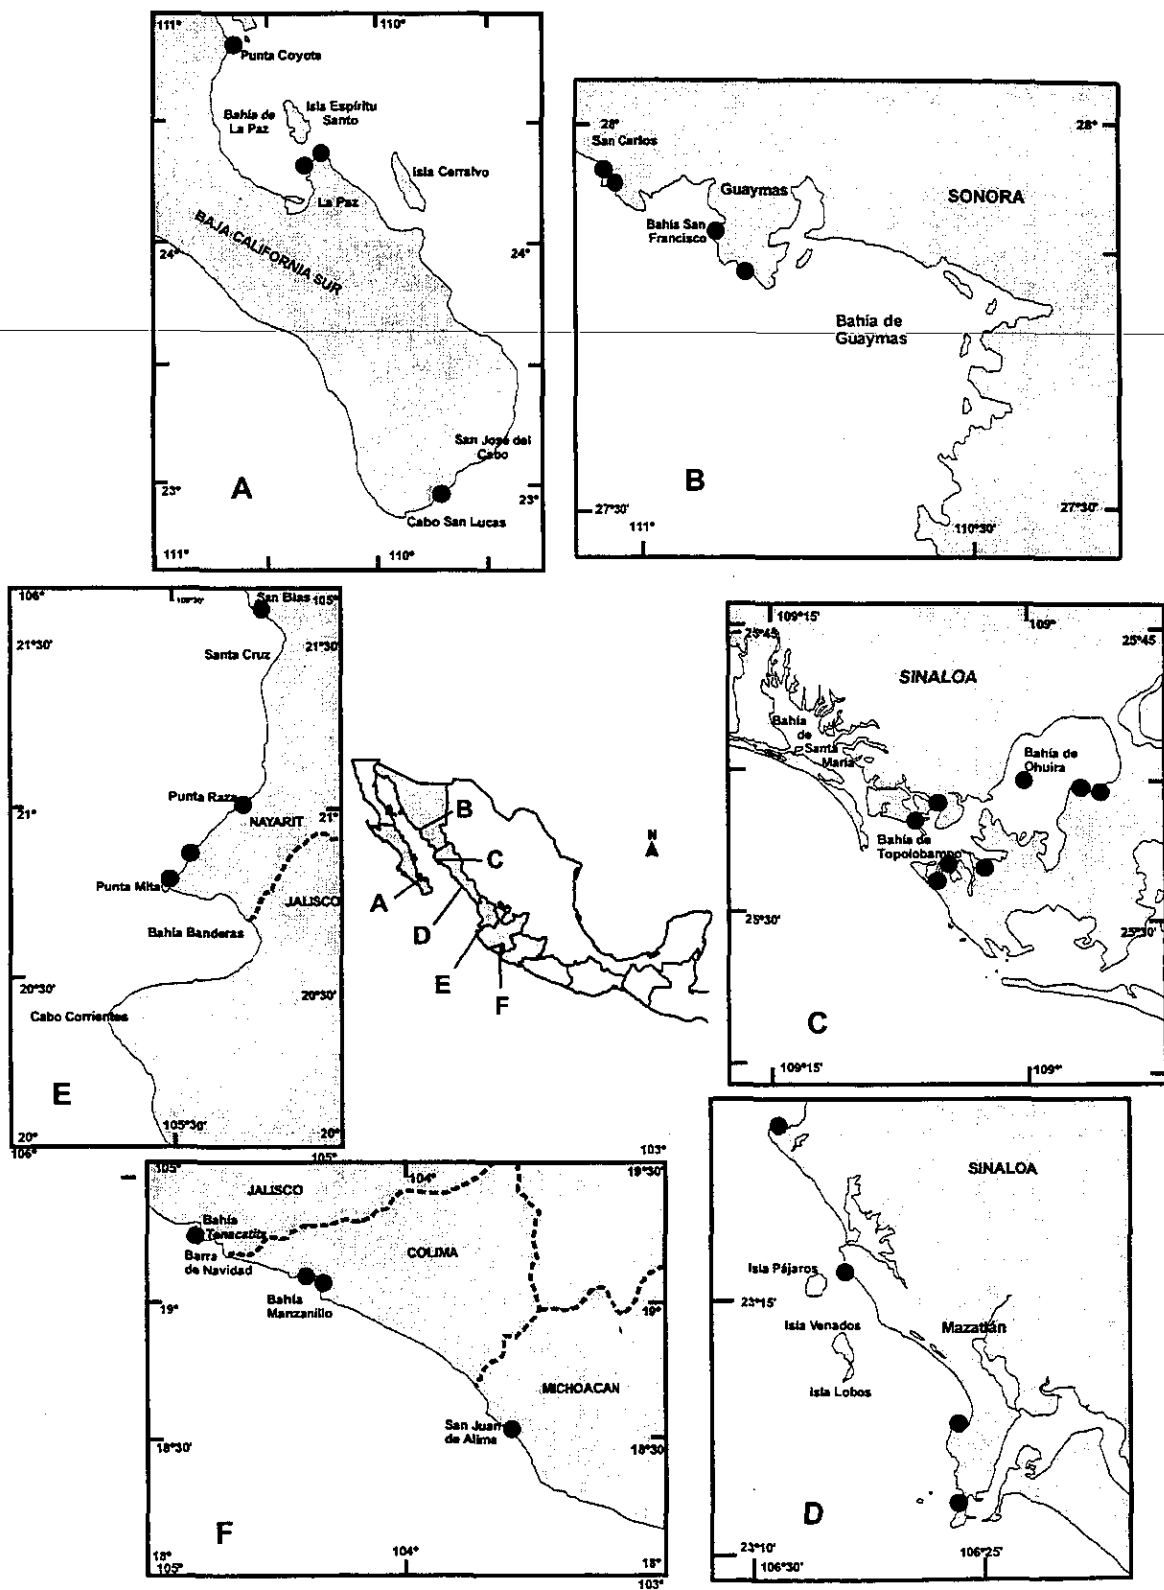 111°
110°
Punta Coyote
Isla Espíritu
Santo
Bahía de
La Paz
Isla Cerralvo
La Paz
BAJA CALIFORNIA SUR
24°
24°
San José del
Cabo
A
23°
23°
Cabo San Lucas
111°
110°
28°
28°
San Carlos
Guaymas
SONORA
Bahía San
Francisco
Bahía de
Guaymas
B
27°30'
27°30'
111°
110°30'
106°
105°30'
105°
San Blas
21°30'
21°30'
Santa Cruz
Punta Raza
21°
21°
NAYARIT
Punta Mita
JALISCO
Bahía Banderas
20°30'
20°30'
Cabo Corrientes
E
105°30'
20°
20°
106°
105°
B
N
C
A
D
E
F
109°15'
109°
25°45
25°45
SINALOA
Bahía
de
Santa
María
Bahía de
Ohuira
Bahía de
Topolobampo
25°30'
25°30'
C
109°15'
109°
105°
104°
103°
19°30'
JALISCO
Bahía
Tenacatita
Barra
de Navidad
COLIMA
Bahía
Manzanillo
19°
19°
MICHOACAN
San Juan
de Alima
18°30'
18°30'
F
18°
18°
105°
104°
103°
SINALOA
Isla Pájaros
23°15'
Isla Venados
Mazatlán
Isla Lobos
D
23°10
106°30'
106°25'